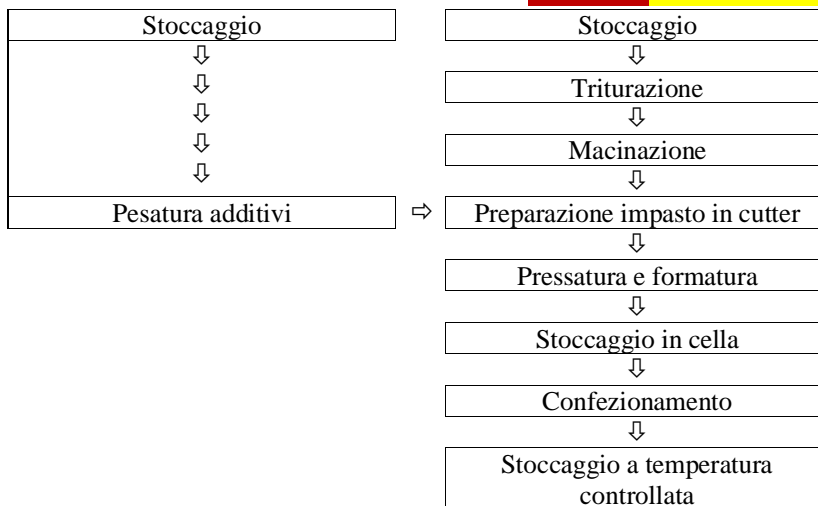 Stoccaggio
Stoccaggio
Triturazione
Macinazione
Pesatura additivi
Preparazione impasto in cutter
Pressatura e formatura
Stoccaggio in cella
Confezionamento
Stoccaggio a temperatura
controllata